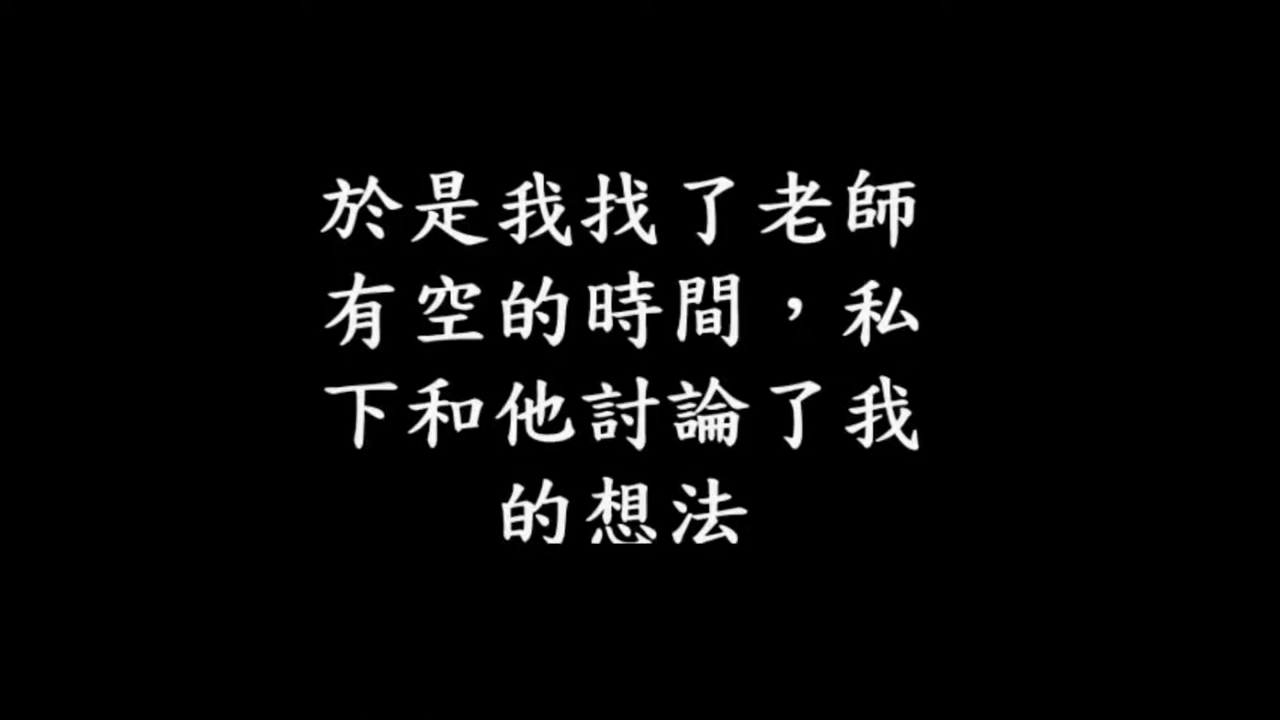 於是我找了老師
有空的時間，私
下和他討論了我
的想法